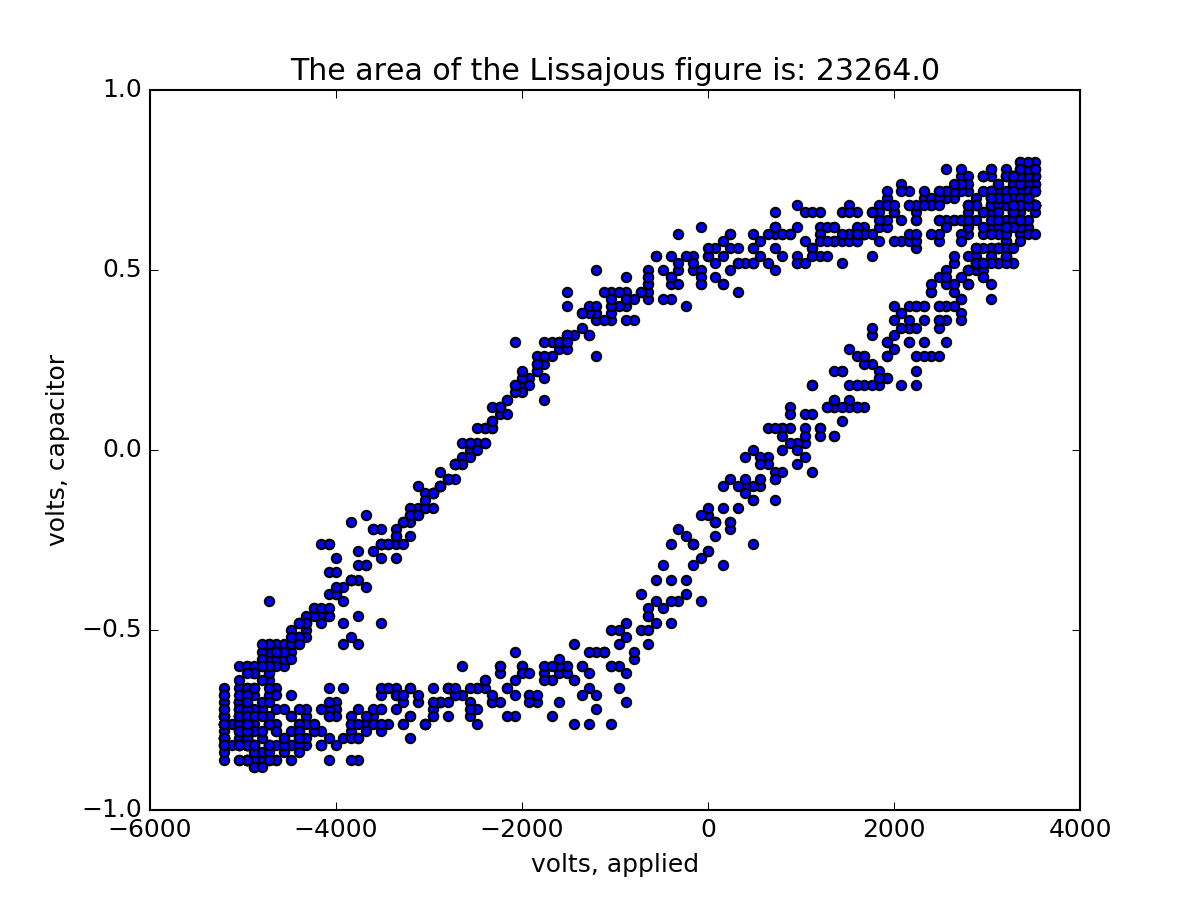 The area of the Lissajous figure is: 23264.0
1.0
0.5
0.0
−0.5
−1.0
volts, capacitor
−6000 −4000 −2000 0 2000 4000
volts, applied